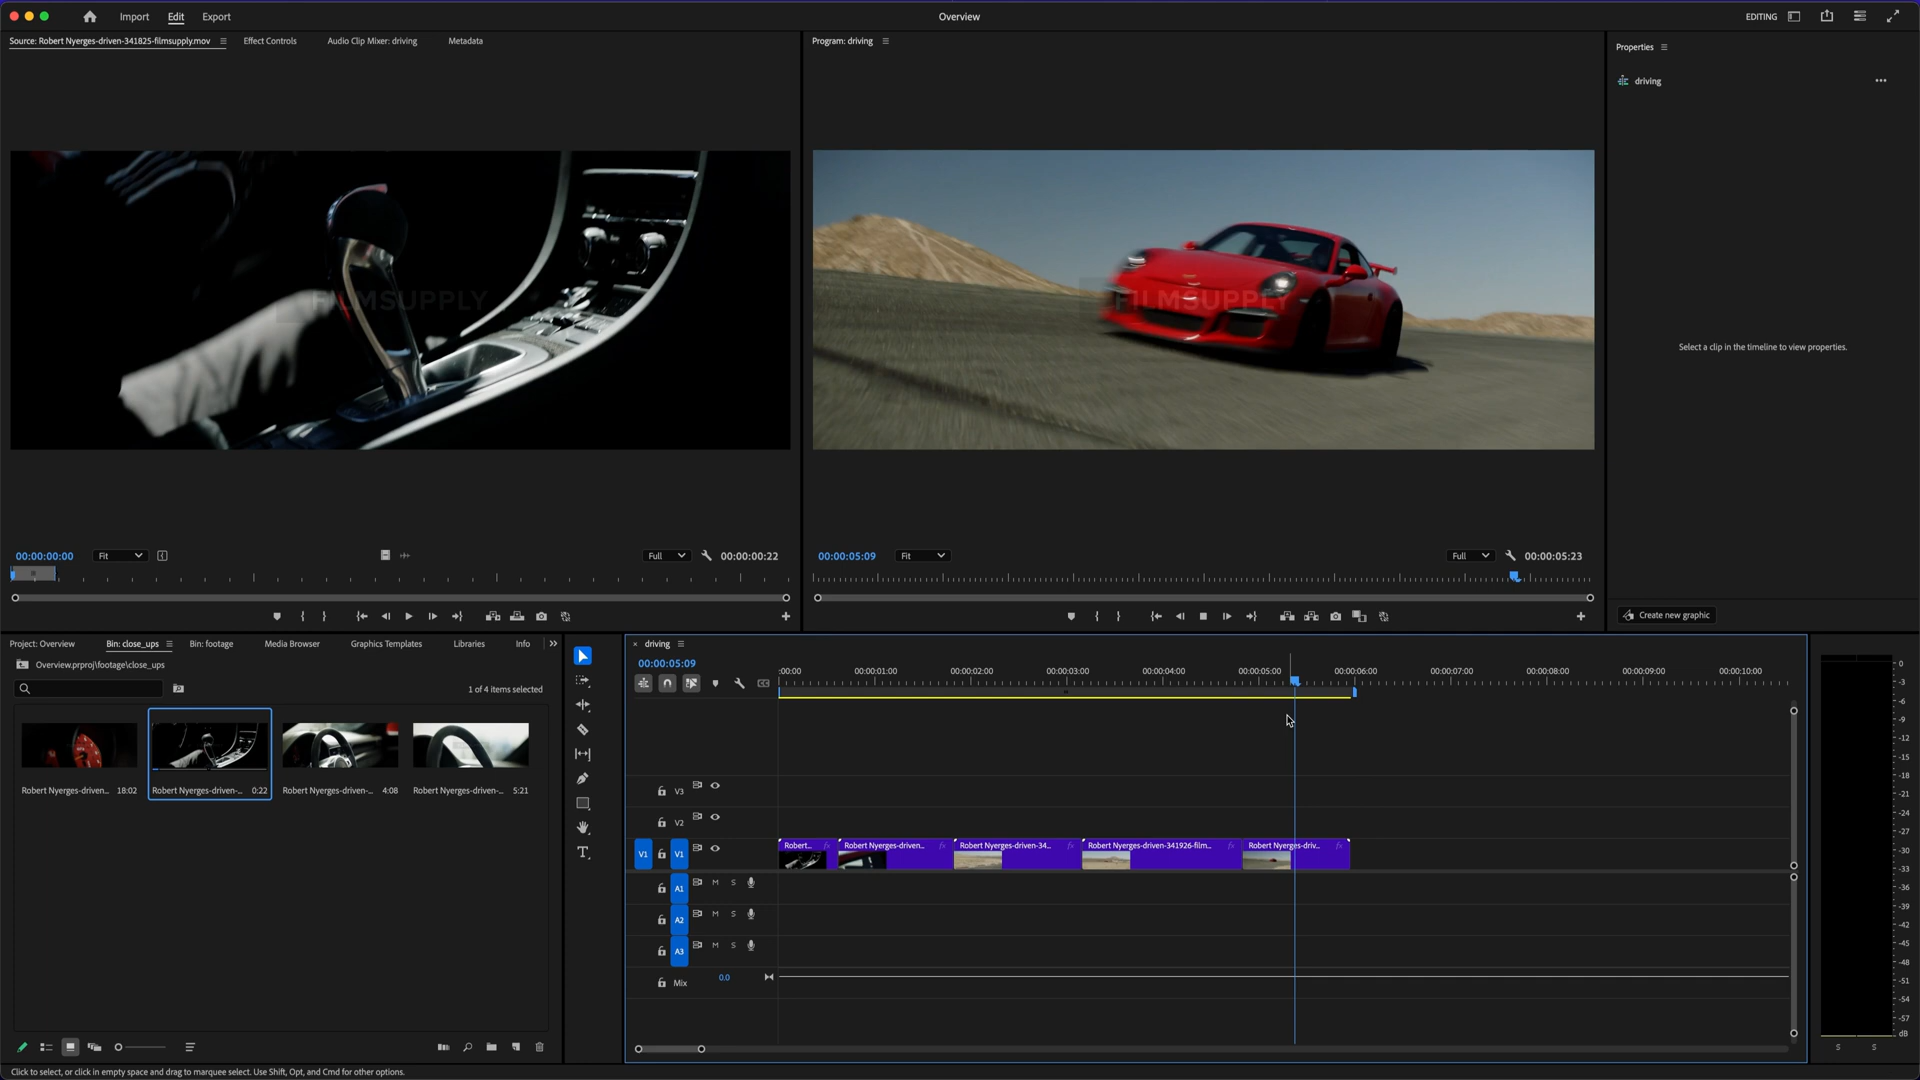 Import
Edit
Export
Overview
EDITING
Source: Robert Nyerges-driven-341825-filmsupply.mov
Effect Controls
Audio Clip Mixer: driving
Metadata
Program: driving
Properties
driving
FILMSUPPLY
FILMSUPPLY
Select a clip in the timeline to view properties.
00:00:00:00
Fit
Full
00:00:00:22
00:00:05:09
Fit
Full
00:00:05:23
Create new graphic
Project: Overview
Bin: close_ups
Bin: footage
Media Browser
Graphics Templates
Libraries
Info
Overview.prproj\footage\close_ups
1 of 4 items selected
Robert Nyerges-driven... 18:02
Robert Nyerges-driven-... 0:22
Robert Nyerges-driven-... 4:08
Robert Nyerges-driven-... 5:21
driving
00:00:05:09
:00:00
00:00:01:00
00:00:02:00
00:00:03:00
00:00:04:00
00:00:05:00
00:00:06:00
00:00:07:00
00:00:08:00
00:00:09:00
00:00:10:00
V3
V2
V1
V1
Robert... fx
Robert Nyerges-driven... fx
Robert Nyerges-driven-34... fx
Robert Nyerges-driven-341926-film... fx
Robert Nyerges-driv... fx
A1 M S
A2 M S
A3 M S
Mix 0.0
0
-3
-6
-9
-12
-15
-18
-21
-24
-27
-30
-33
-36
-39
-42
-45
-48
-51
-54
-57
dB
S S
Click to select, or click in empty space and drag to marquee select. Use Shift, Opt, and Cmd for other options.